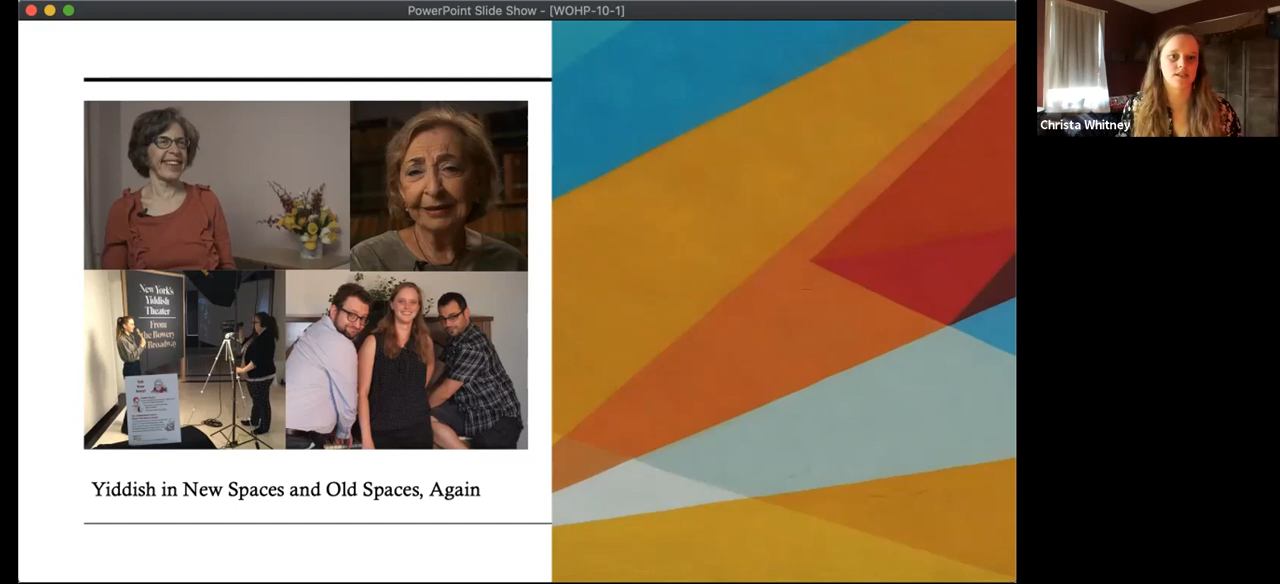 PowerPoint Slide Show - [WOHP-10-1]
Christa Whitney
New York's
Yiddish
Theater
From
the Bowery
Broadway
Yiddish in New Spaces and Old Spaces, Again